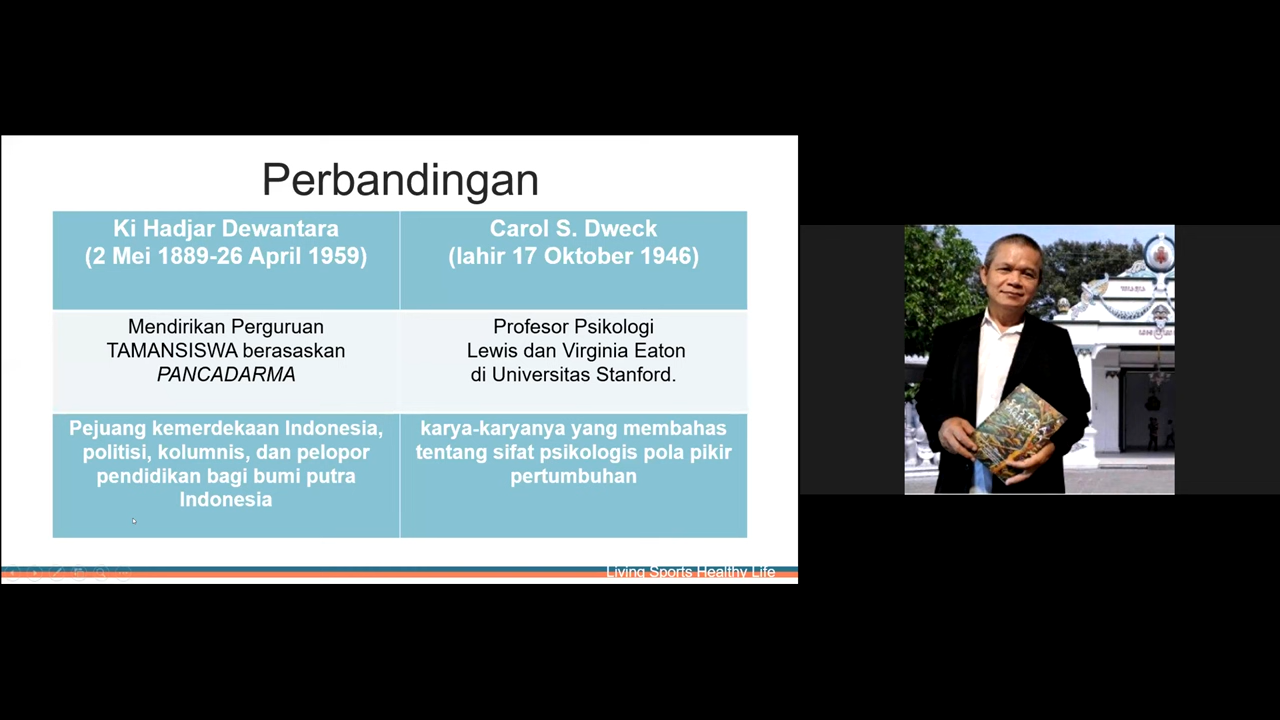 Perbandingan
Ki Hadjar Dewantara
(2 Mei 1889-26 April 1959)
Carol S. Dweck
(lahir 17 Oktober 1946)
Mendirikan Perguruan
TAMANSISWA berasaskan
PANCADARMA
Profesor Psikologi
Lewis dan Virginia Eaton
di Universitas Stanford.
Pejuang kemerdekaan Indonesia,
politisi, kolumnis, dan pelopor
pendidikan bagi bumi putra
Indonesia
karya-karyanya yang membahas
tentang sifat psikologis pola pikir
pertumbuhan
Living Sports Healthy Life
SASTRA